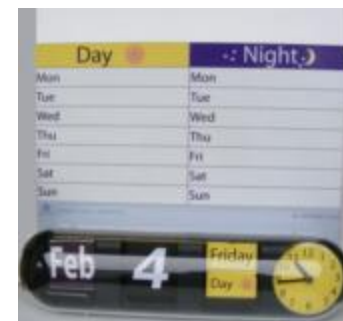 Day
Night
Mon Mon
Tue Tue
Wed Wed
Thu Thu
Fri Fri
Sat Sat
Sun Sun
Feb 4 Friday
Day